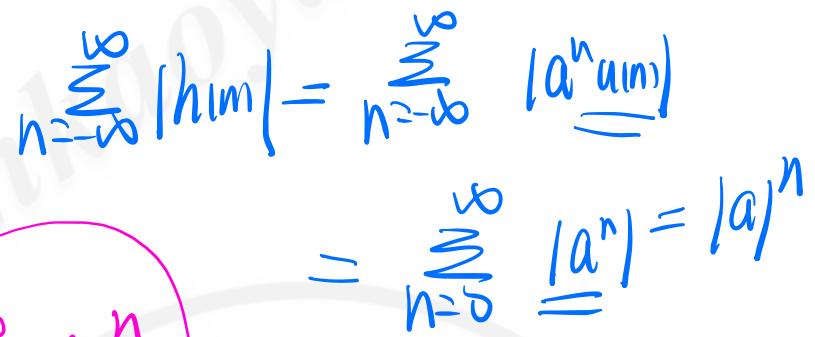 ∑_{n=-∞}^{∞} |h(n)| = ∑_{n=-∞}^{∞} |a^n u(n)|
= ∑_{n=0}^{∞} |a^n| = |a|^n
n